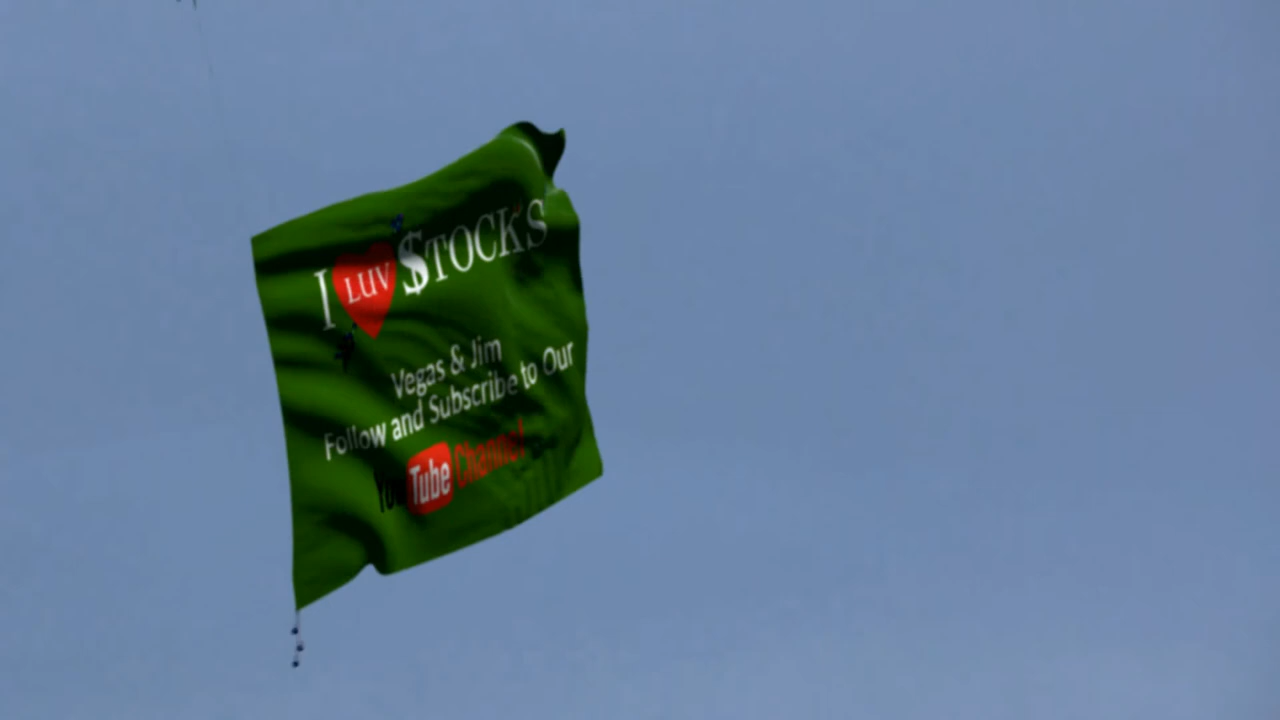 I LUV $TOCKS
Vegas & Jim
Follow and Subscribe to Our
YouTube Channel